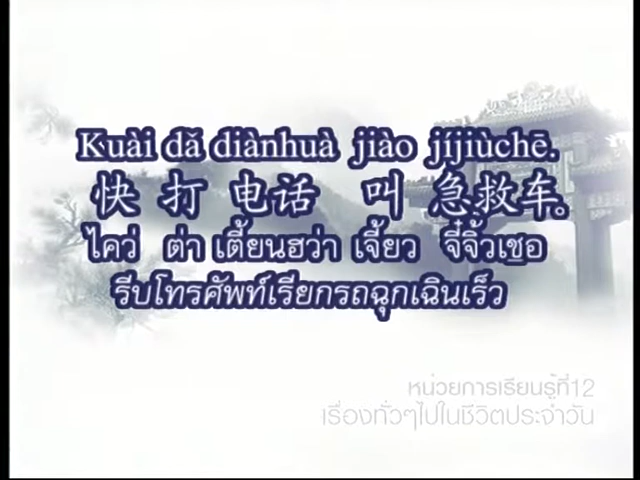 Kuài dǎ diànhuà jiào jíjiùchē.
快 打 电话 叫 急救车。
ไคว่ ต่า เตี้ยนฮว่า เจี้ยว จี๋จิ้วเชอ
รีบโทรศัพท์เรียกรถฉุกเฉินเร็ว
หน่วยการเรียนรู้ที่12
เรื่องทั่วๆไปในชีวิตประจำวัน